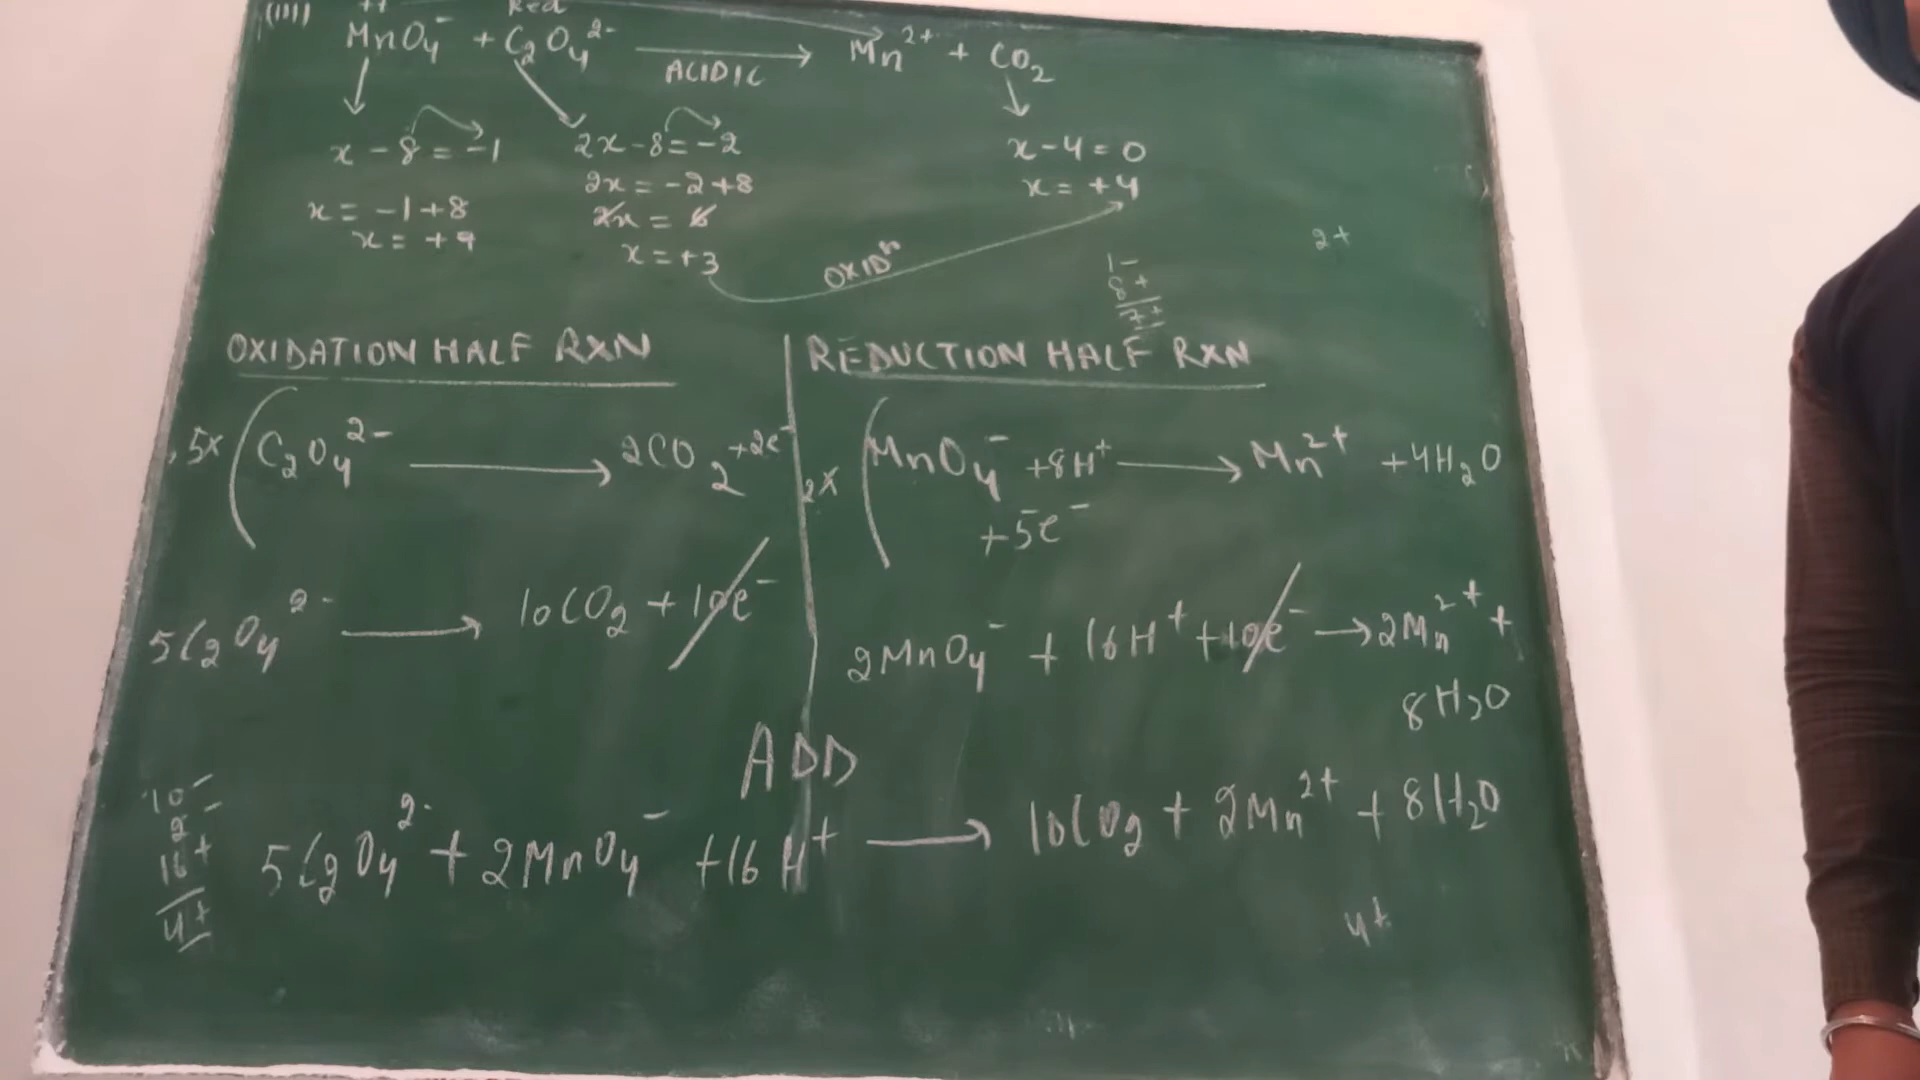 (III) Red
MnO4⁻ + C2O4²⁻ ⟶ Mn²⁺ + CO2
ACIDIC
x - 8 = -1
x = -1+8
2x-8=-2
2x = -2+8
2x = 6
x = +3
x-4=0
x = +4
OXIDⁿ
2+
1-
8+
7+
OXIDATION HALF RXN
5x ( C2O4²⁻ ⟶ 2CO2 +2e⁻
5C2O4²⁻ ⟶ 10CO2 + 10e⁻
REDUCTION HALF RXN
2x ( MnO4⁻ +8H⁺ ⟶ Mn²⁺ +4H2O
+5e⁻
2MnO4⁻ + 16H⁺ +10e⁻ → 2Mn²⁺ +
8H2O
ADD
10-
2-
16+
4+
5C2O4²⁻ + 2MnO4⁻ +16H⁺ ⟶ 10CO2 + 2Mn²⁺ + 8H2O
4+